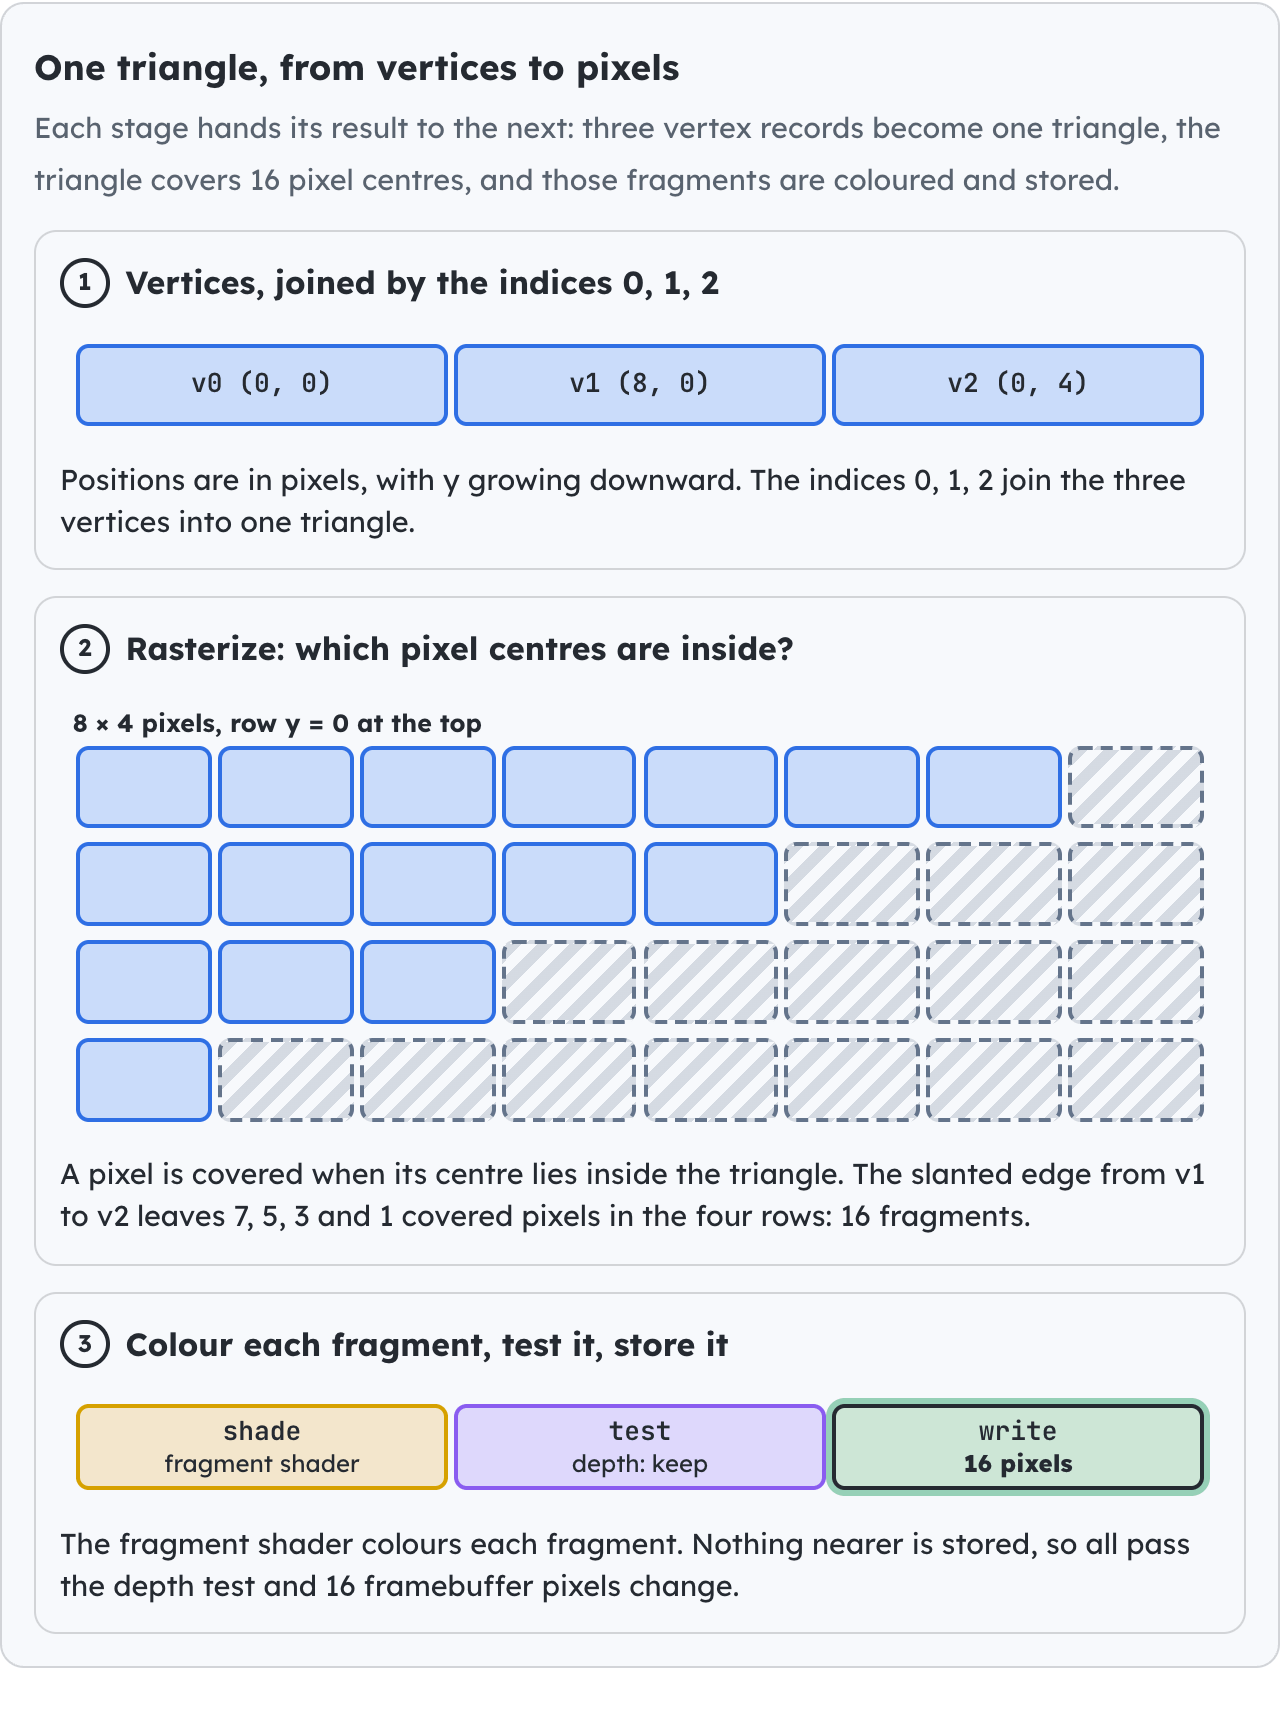 One triangle, from vertices to pixels
Each stage hands its result to the next: three vertex records become one triangle, the
triangle covers 16 pixel centres, and those fragments are coloured and stored.
1 Vertices, joined by the indices 0, 1, 2
v0 (0, 0) v1 (8, 0) v2 (0, 4)
Positions are in pixels, with y growing downward. The indices 0, 1, 2 join the three
vertices into one triangle.
2 Rasterize: which pixel centres are inside?
8 × 4 pixels, row y = 0 at the top
A pixel is covered when its centre lies inside the triangle. The slanted edge from v1
to v2 leaves 7, 5, 3 and 1 covered pixels in the four rows: 16 fragments.
3 Colour each fragment, test it, store it
shade test write
fragment shader depth: keep 16 pixels
The fragment shader colours each fragment. Nothing nearer is stored, so all pass
the depth test and 16 framebuffer pixels change.